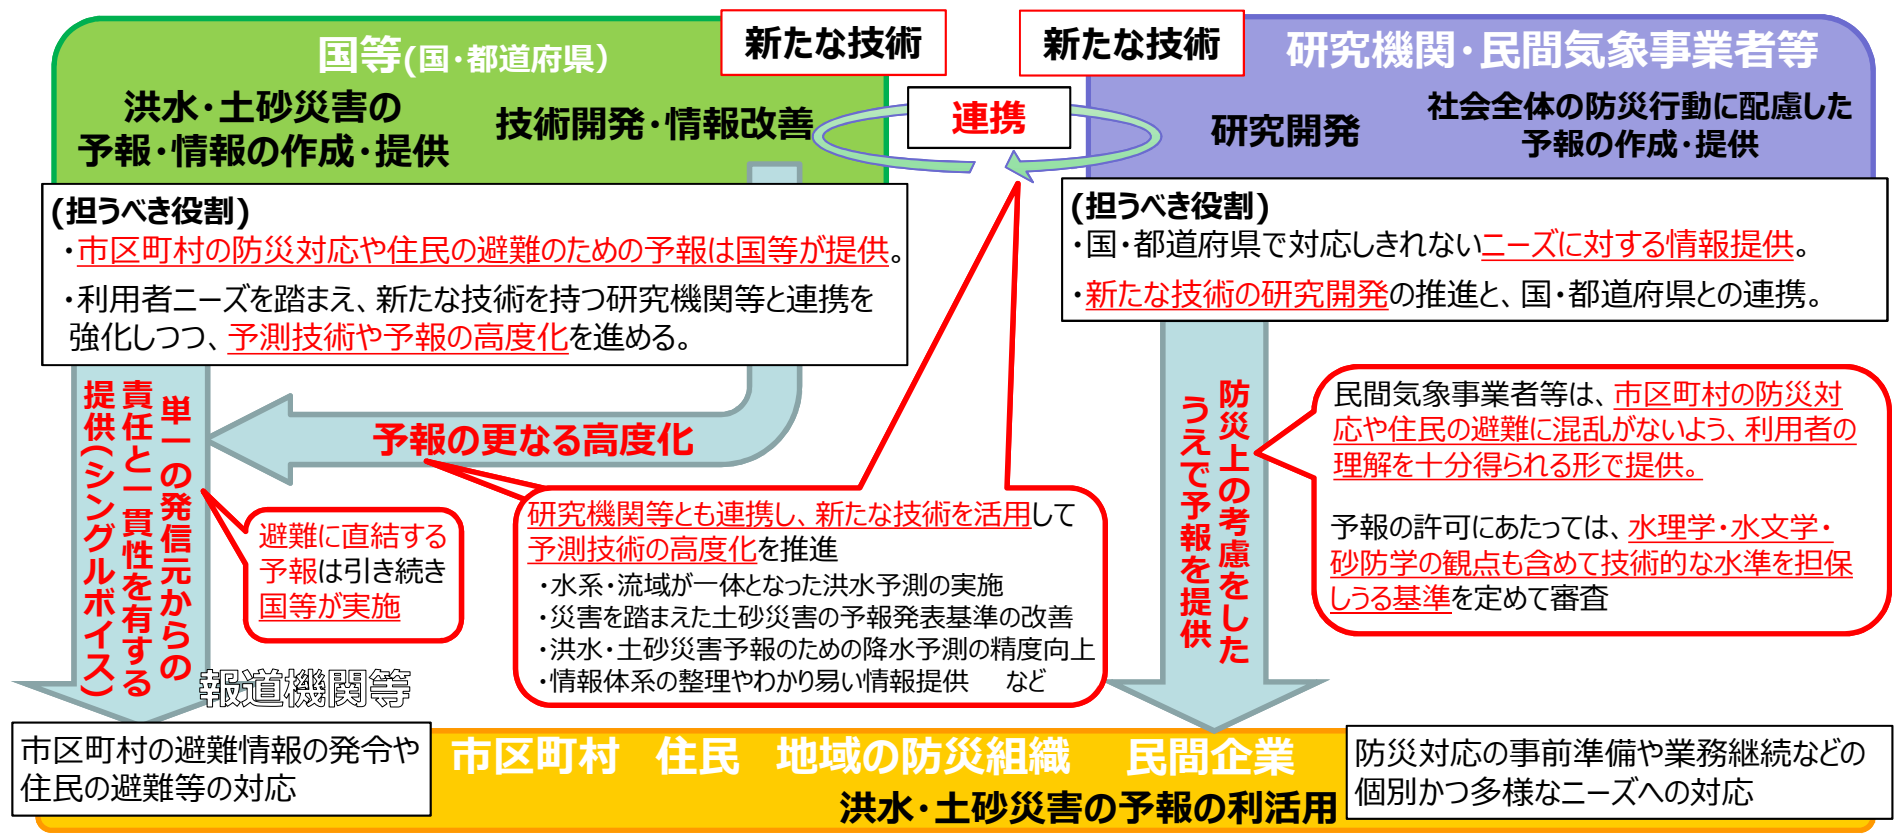 国等(国・都道府県)
新たな技術
新たな技術
研究機関・民間気象事業者等
洪水・土砂災害の
予報・情報の作成・提供
技術開発・情報改善
連携
研究開発
社会全体の防災行動に配慮した
予報の作成・提供
(担うべき役割)
・市区町村の防災対応や住民の避難のための予報は国等が提供。
・利用者ニーズを踏まえ、新たな技術を持つ研究機関等と連携を
強化しつつ、予測技術や予報の高度化を進める。
(担うべき役割)
・国・都道府県で対応しきれないニーズに対する情報提供。
・新たな技術の研究開発の推進と、国・都道府県との連携。
単一の発信元からの
責任と一貫性を有する
提供(シングルボイス)
予報の更なる高度化
避難に直結する
予報は引き続き
国等が実施
研究機関等とも連携し、新たな技術を活用して
予測技術の高度化を推進
・水系・流域が一体となった洪水予測の実施
・災害を踏まえた土砂災害の予報発表基準の改善
・洪水・土砂災害予報のための降水予測の精度向上
・情報体系の整理やわかり易い情報提供 など
防災上の考慮をした
うえで予報を提供
民間気象事業者等は、市区町村の防災対
応や住民の避難に混乱がないよう、利用者の
理解を十分得られる形で提供。
予報の許可にあたっては、水理学・水文学・
砂防学の観点も含めて技術的な水準を担保
しうる基準を定めて審査
報道機関等
市区町村の避難情報の発令や
住民の避難等の対応
市区町村 住民 地域の防災組織 民間企業
洪水・土砂災害の予報の利活用
防災対応の事前準備や業務継続などの
個別かつ多様なニーズへの対応